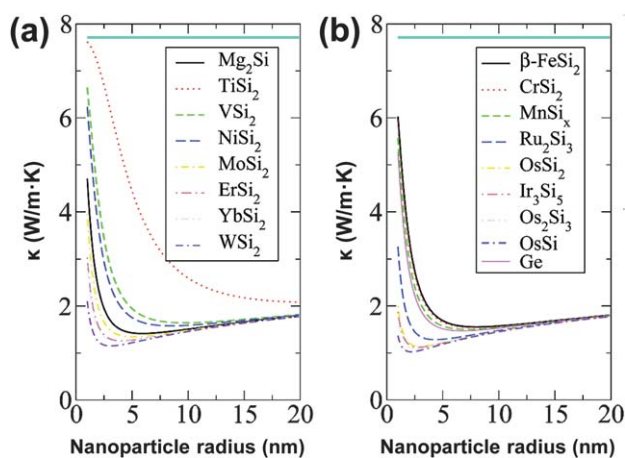 (a)
κ (W/m·K)
8
6
4
2
0
Mg₂Si
TiSi₂
VSi₂
NiSi₂
MoSi₂
ErSi₂
YbSi₂
WSi₂
0 5 10 15 20
Nanoparticle radius (nm)
(b)
κ (W/m·K)
8
6
4
2
0
β-FeSi₂
CrSi₂
MnSiₓ
Ru₂Si₃
OsSi₂
Ir₃Si₅
Os₂Si₃
OsSi
Ge
0 5 10 15 20
Nanoparticle radius (nm)